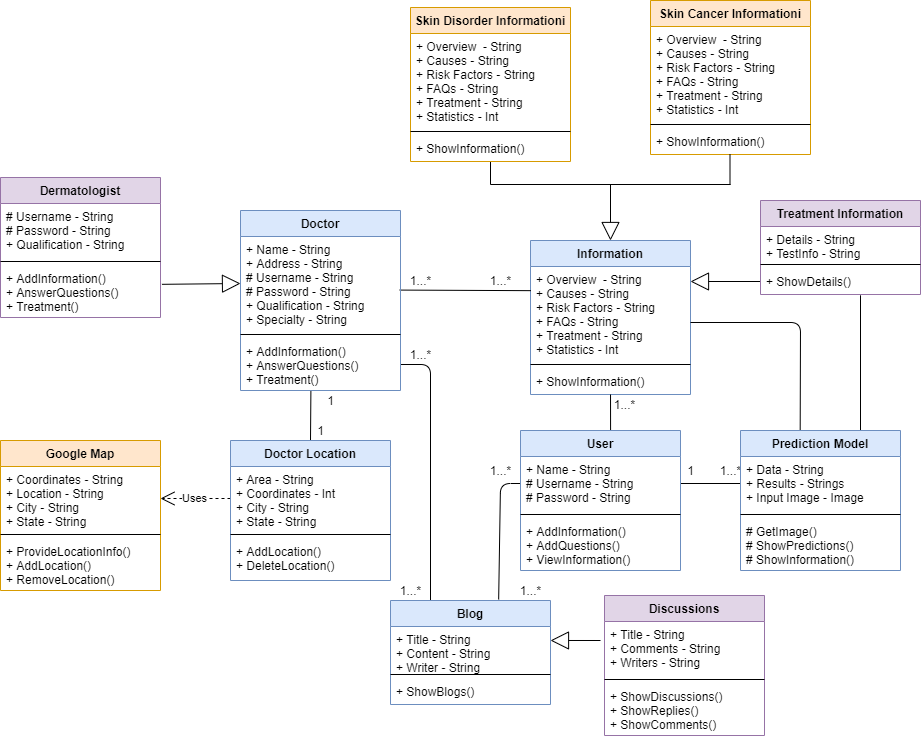 Skin Disorder Informationi
+ Overview  - String
+ Causes - String
+ Risk Factors - String
+ FAQs - String
+ Treatment - String
+ Statistics - Int
+ ShowInformation()
Skin Cancer Informationi
+ Overview  - String
+ Causes - String
+ Risk Factors - String
+ FAQs - String
+ Treatment - String
+ Statistics - Int
+ ShowInformation()
Dermatologist
# Username - String
# Password - String
+ Qualification - String
+ AddInformation()
+ AnswerQuestions()
+ Treatment()
Doctor
+ Name - String
+ Address - String
# Username - String
# Password - String
+ Qualification - String
+ Specialty - String
+ AddInformation()
+ AnswerQuestions()
+ Treatment()
1...*
1...*
Information
+ Overview  - String
+ Causes - String
+ Risk Factors - String
+ FAQs - String
+ Treatment - String
+ Statistics - Int
+ ShowInformation()
Treatment Information
+ Details - String
+ TestInfo - String
+ ShowDetails()
1...*
1
1
1...*
Google Map
+ Coordinates - String
+ Location - String
+ City - String
+ State - String
+ ProvideLocationInfo()
+ AddLocation()
+ RemoveLocation()
Uses
Doctor Location
+ Area - String
+ Coordinates - Int
+ City - String
+ State - String
+ AddLocation()
+ DeleteLocation()
1...*
User
+ Name - String
# Username - String
# Password - String
+ AddInformation()
+ AddQuestions()
+ ViewInformation()
1
1...*
Prediction Model
+ Data - String
+ Results - Strings
+ Input Image - Image
# GetImage()
# ShowPredictions()
# ShowInformation()
1...*
1...*
Blog
+ Title - String
+ Content - String
+ Writer - String
+ ShowBlogs()
Discussions
+ Title - String
+ Comments - String
+ Writers - String
+ ShowDiscussions()
+ ShowReplies()
+ ShowComments()